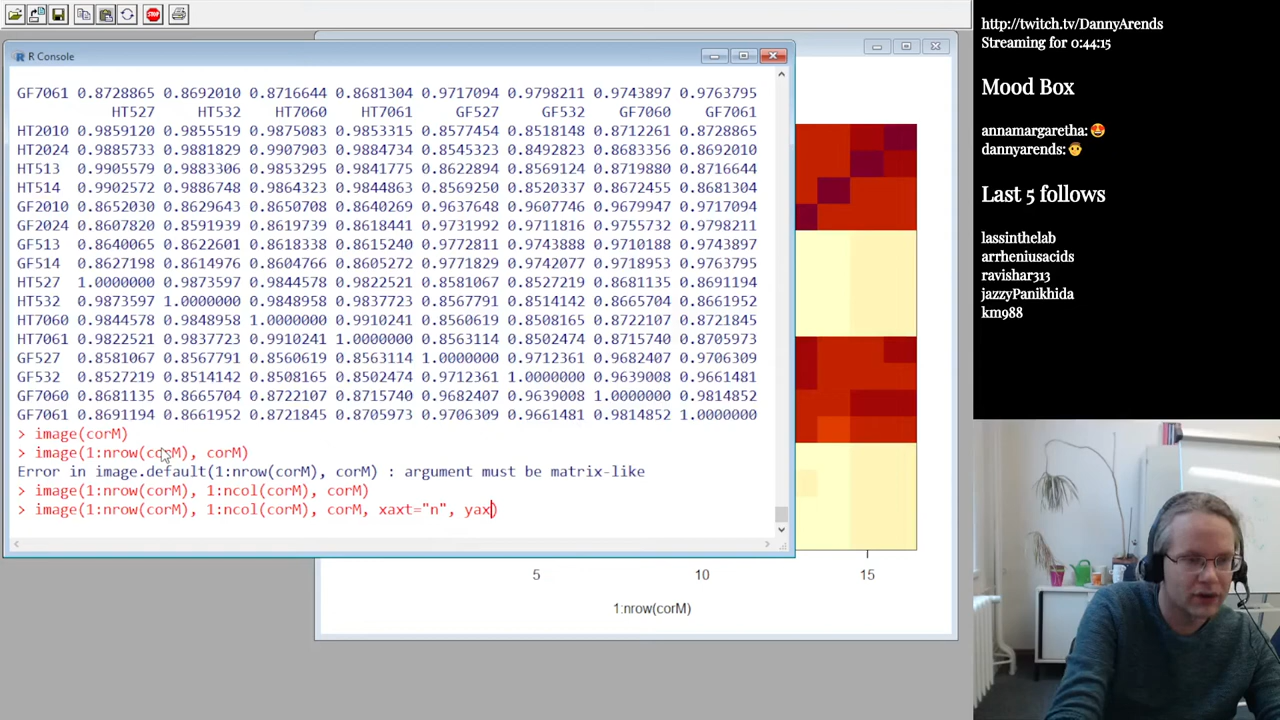 http://twitch.tv/DannyArends
Streaming for 0:44:15
Mood Box
annamargaretha:
dannyarends:
Last 5 follows
lassinthelab
arrheniusacids
ravishar313
jazzyPanikhida
km988
R Console
GF7061 0.8728865 0.8692010 0.8716644 0.8681304 0.9717094 0.9798211 0.9743897 0.9763795
HT527 HT532 HT7060 HT7061 GF527 GF532 GF7060 GF7061
HT2010 0.9859120 0.9855519 0.9875083 0.9853315 0.8577454 0.8518148 0.8712261 0.8728865
HT2024 0.9885733 0.9881829 0.9907903 0.9884734 0.8545323 0.8492823 0.8683356 0.8692010
HT513 0.9905579 0.9883306 0.9853295 0.9841775 0.8622894 0.8569124 0.8719880 0.8716644
HT514 0.9902572 0.9886748 0.9864323 0.9844863 0.8569250 0.8520337 0.8672455 0.8681304
GF2010 0.8652030 0.8629643 0.8650708 0.8640269 0.9637648 0.9607746 0.9679947 0.9717094
GF2024 0.8607820 0.8591939 0.8619739 0.8618441 0.9731992 0.9711816 0.9755732 0.9798211
GF513 0.8640065 0.8622601 0.8618338 0.8615240 0.9772811 0.9743888 0.9710188 0.9743897
GF514 0.8627198 0.8614976 0.8604766 0.8605272 0.9771829 0.9742077 0.9718953 0.9763795
HT527 1.0000000 0.9873597 0.9844578 0.9822521 0.8581067 0.8527219 0.8681135 0.8691194
HT532 0.9873597 1.0000000 0.9848958 0.9837723 0.8567791 0.8514142 0.8665704 0.8661952
HT7060 0.9844578 0.9848958 1.0000000 0.9910241 0.8560619 0.8508165 0.8722107 0.8721845
HT7061 0.9822521 0.9837723 0.9910241 1.0000000 0.8563114 0.8502474 0.8715740 0.8705973
GF527 0.8581067 0.8567791 0.8560619 0.8563114 1.0000000 0.9712361 0.9682407 0.9706309
GF532 0.8527219 0.8514142 0.8508165 0.8502474 0.9712361 1.0000000 0.9639008 0.9661481
GF7060 0.8681135 0.8665704 0.8722107 0.8715740 0.9682407 0.9639008 1.0000000 0.9814852
GF7061 0.8691194 0.8661952 0.8721845 0.8705973 0.9706309 0.9661481 0.9814852 1.0000000
> image(corM)
> image(1:nrow(corM), corM)
Error in image.default(1:nrow(corM), corM) : argument must be matrix-like
> image(1:nrow(corM), 1:ncol(corM), corM)
> image(1:nrow(corM), 1:ncol(corM), corM, xaxt="n", yax)
5 10 15
1:nrow(corM)